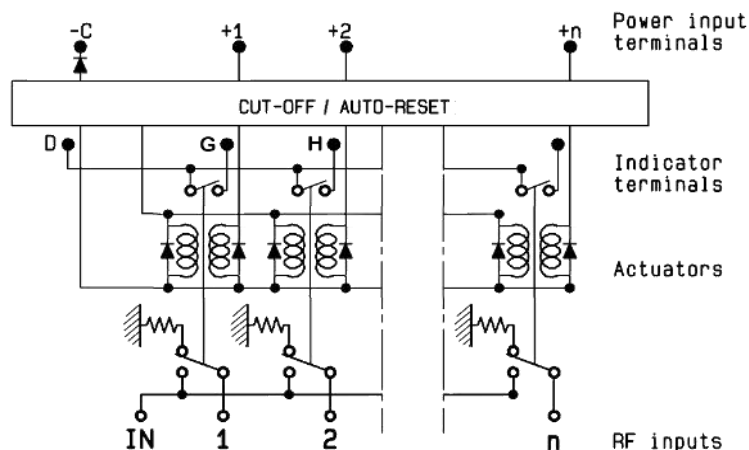 -C +1 +2 +n Power input
terminals
CUT-OFF / AUTO-RESET
D G H Indicator
terminals
Actuators
IN 1 2 n RF inputs